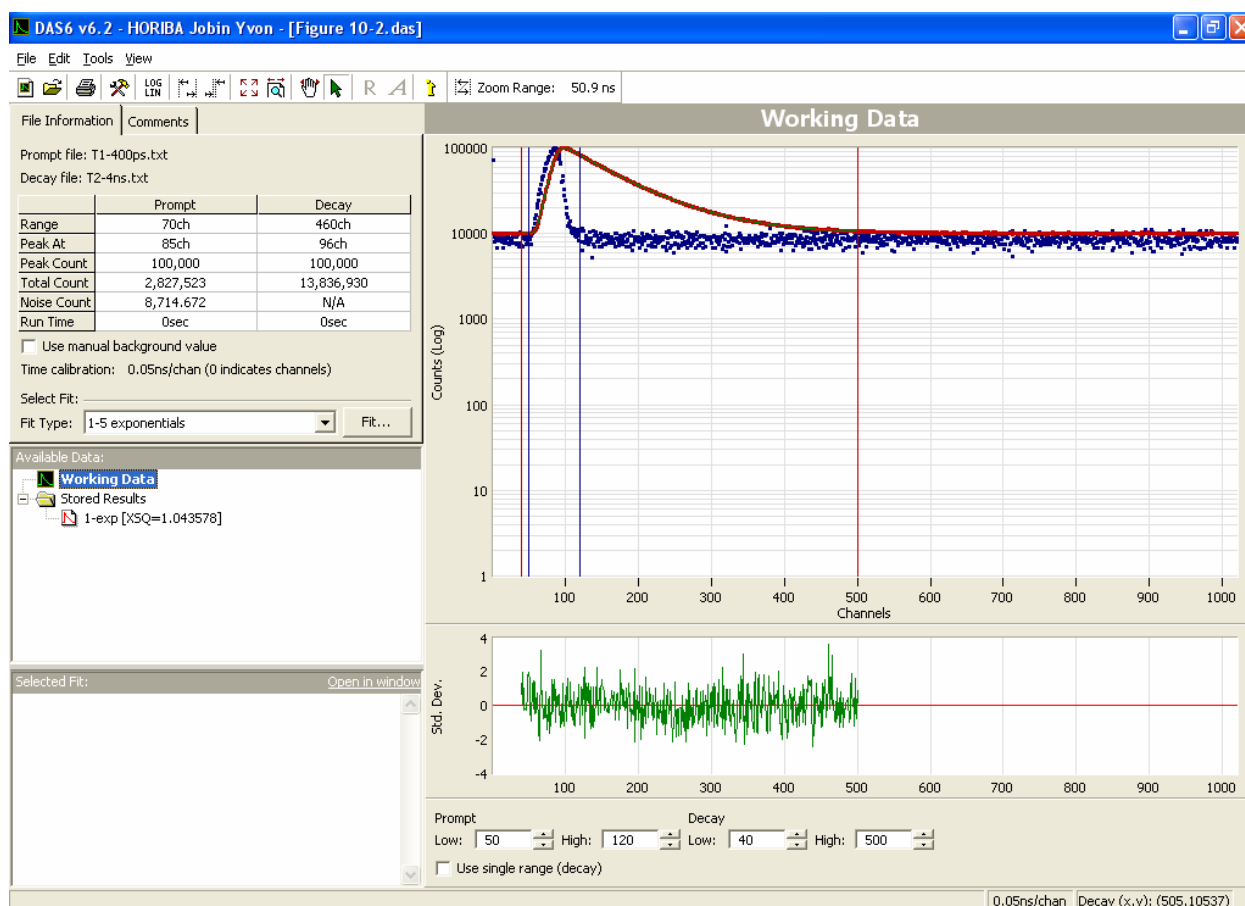 DAS6 v6.2 - HORIBA Jobin Yvon - [Figure 10-2.das]
File Edit Tools View
LOG LIN
R A
Zoom Range: 50.9 ns
File Information Comments
Prompt file: T1-400ps.txt
Decay file: T2-4ns.txt
Prompt Decay
Range 70ch 460ch
Peak At 85ch 96ch
Peak Count 100,000 100,000
Total Count 2,827,523 13,836,930
Noise Count 8,714.672 N/A
Run Time 0sec 0sec
Use manual background value
Time calibration: 0.05ns/chan (0 indicates channels)
Select Fit:
Fit Type: 1-5 exponentials Fit...
Available Data:
Working Data
Stored Results
1-exp [XSQ=1.043578]
Selected Fit: Open in window
Working Data
100000
10000
1000
100
10
1
Counts (Log)
100 200 300 400 500 600 700 800 900 1000
Channels
4
2
0
-2
-4
Std. Dev.
100 200 300 400 500 600 700 800 900 1000
Prompt Decay
Low: 50 High: 120 Low: 40 High: 500
Use single range (decay)
0.05ns/chan Decay (x,y): (505,10537)